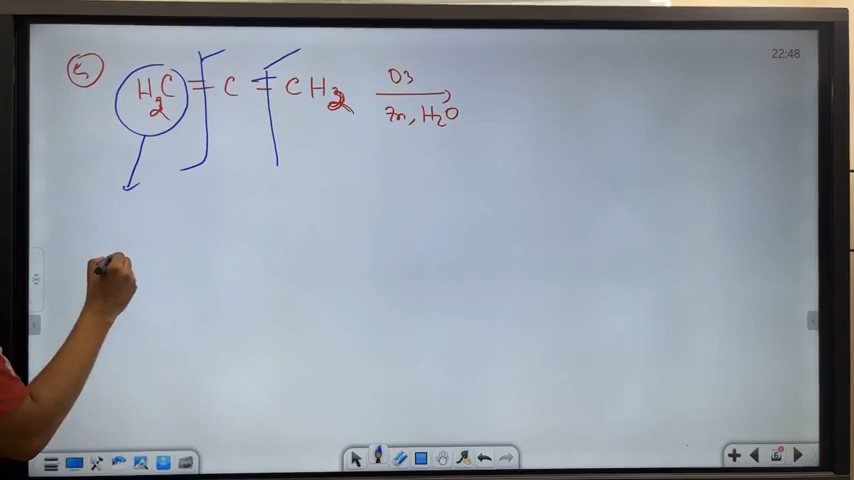 22:48
5 H2C = C = CH2 O3
Zn, H2O